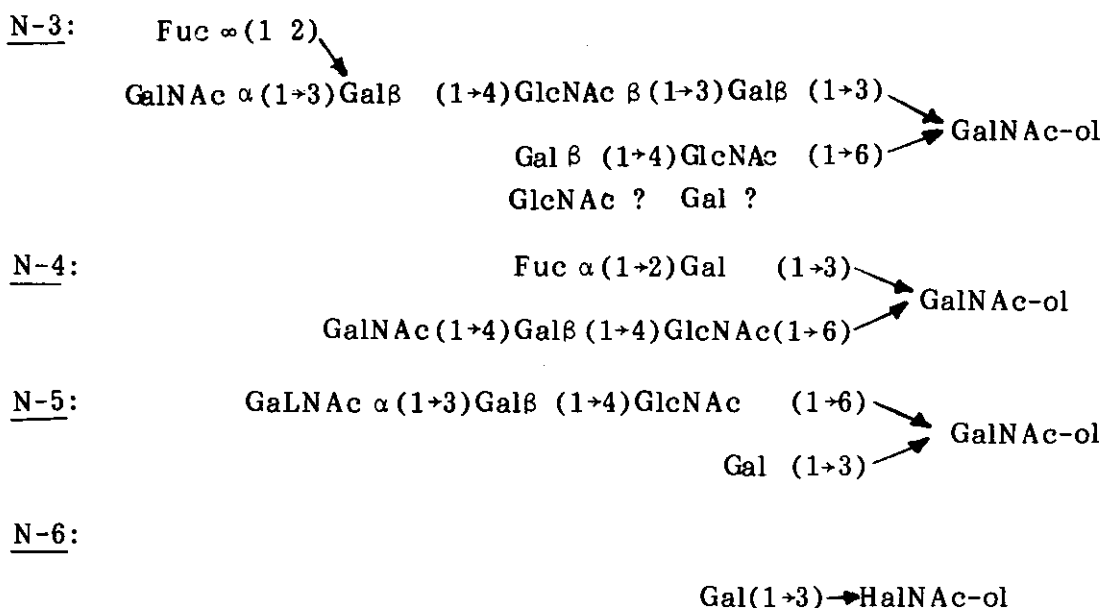 N-3: Fuc ∞(1 2)
GalNAc α(1→3)Galβ (1→4)GlcNAc β(1→3)Galβ (1→3)
GalNAc-ol
Gal β (1→4)GlcNAc (1→6)
GlcNAc ? Gal ?
N-4: Fuc α(1→2)Gal (1→3)
GalNAc-ol
GalNAc(1→4)Galβ(1→4)GlcNAc(1→6)
N-5: GaLNAc α(1→3)Galβ (1→4)GlcNAc (1→6)
GalNAc-ol
Gal (1→3)
N-6:
Gal(1→3)→HalNAc-ol